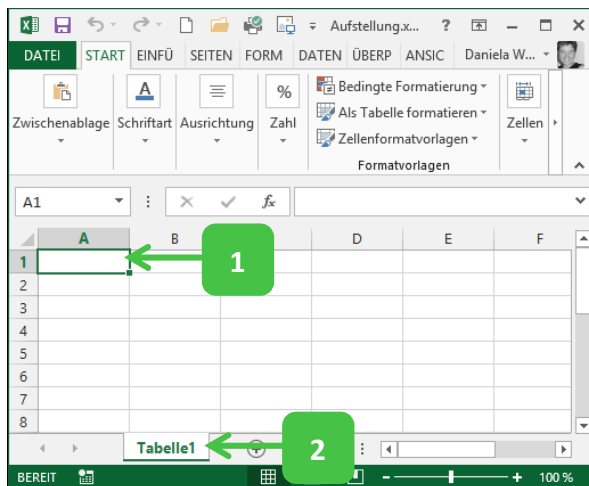 Aufstellung.x... ?
DATEI START EINFÜ SEITEN FORM DATEN ÜBERP ANSIC Daniela W...
Zwischenablage Schriftart Ausrichtung Zahl
A %
Bedingte Formatierung
Als Tabelle formatieren
Zellenformatvorlagen
Formatvorlagen
Zellen
A1 fx
A B D E F
1
1
2
3
4
5
6
7
8
Tabelle1 2
BEREIT 100 %